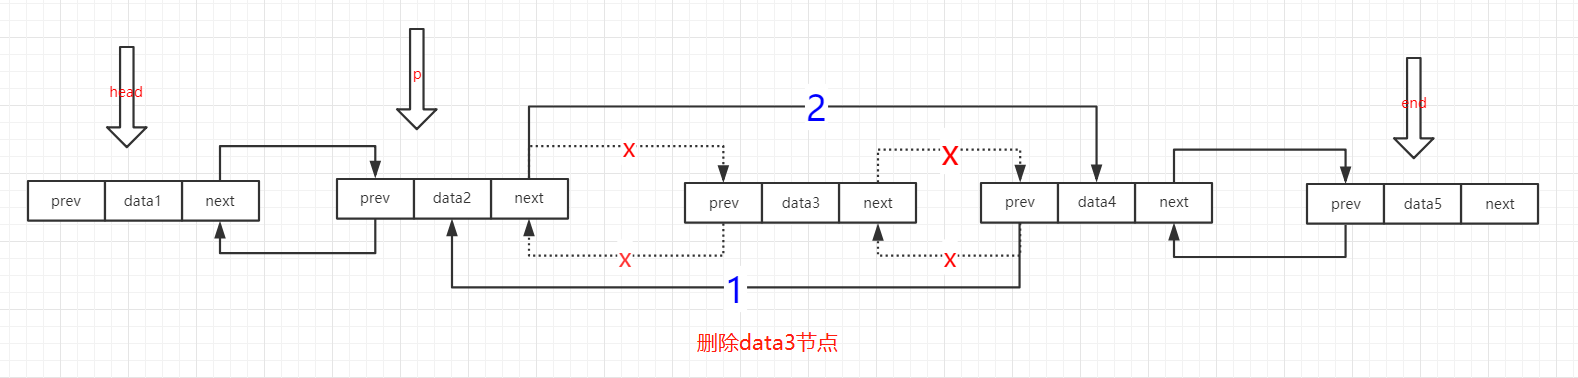 head
p
end
2
x
x
prev data1 next
prev data2 next
prev data3 next
prev data4 next
prev data5 next
x
x
1
删除data3节点